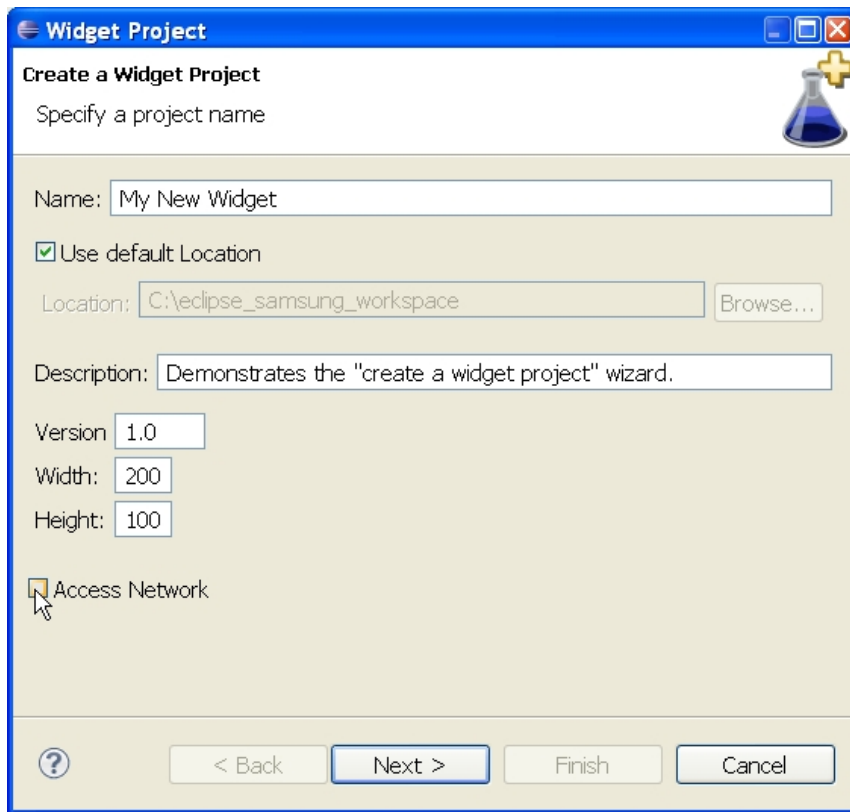 Widget Project
Create a Widget Project
Specify a project name
Name: My New Widget
Use default Location
Location: C:\eclipse_samsung_workspace Browse...
Description: Demonstrates the "create a widget project" wizard.
Version 1.0
Width: 200
Height: 100
Access Network
? < Back Next > Finish Cancel